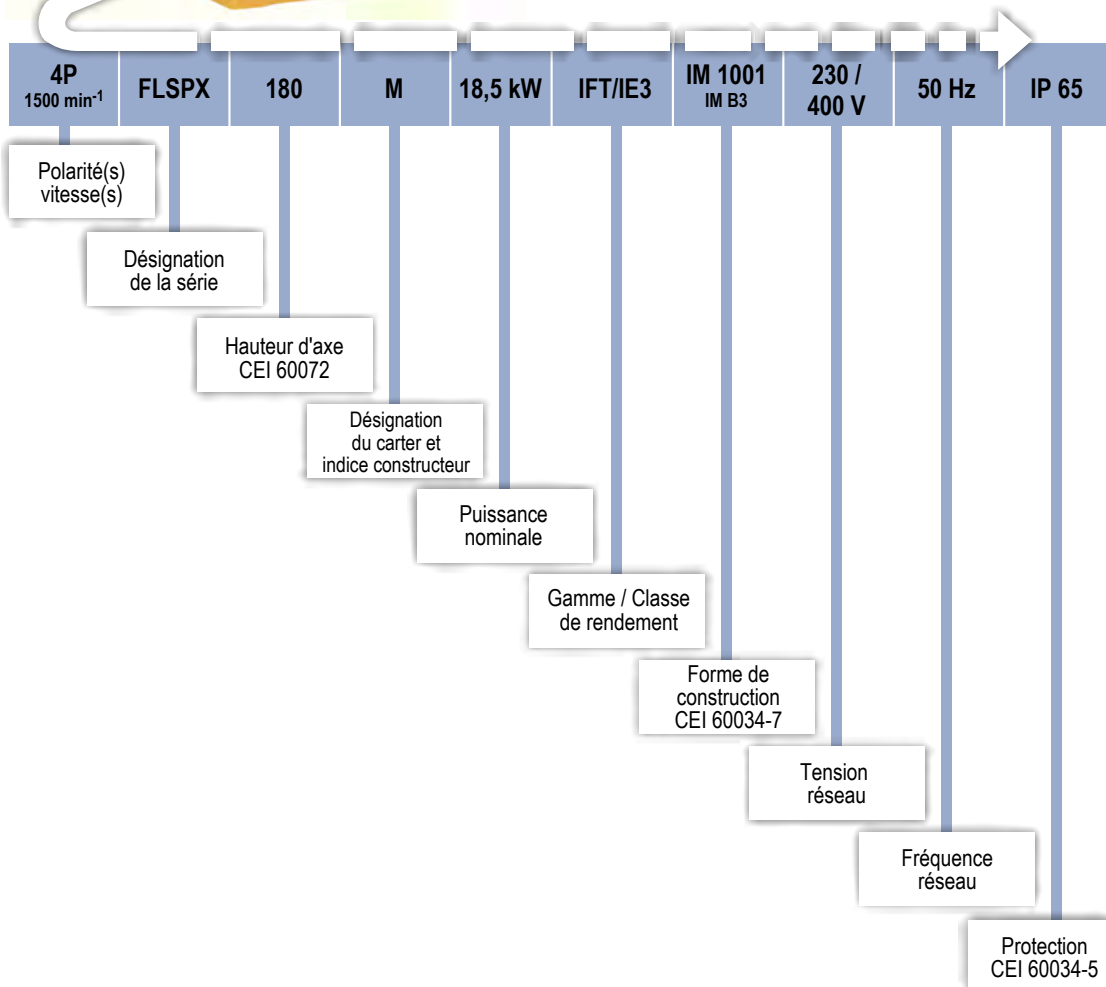 4P
1500 min-1
FLSPX
180
M
18,5 kW
IFT/IE3
IM 1001
IM B3
230 /
400 V
50 Hz
IP 65
Polarité(s)
vitesse(s)
Désignation
de la série
Hauteur d'axe
CEI 60072
Désignation
du carter et
indice constructeur
Puissance
nominale
Gamme / Classe
de rendement
Forme de
construction
CEI 60034-7
Tension
réseau
Fréquence
réseau
Protection
CEI 60034-5